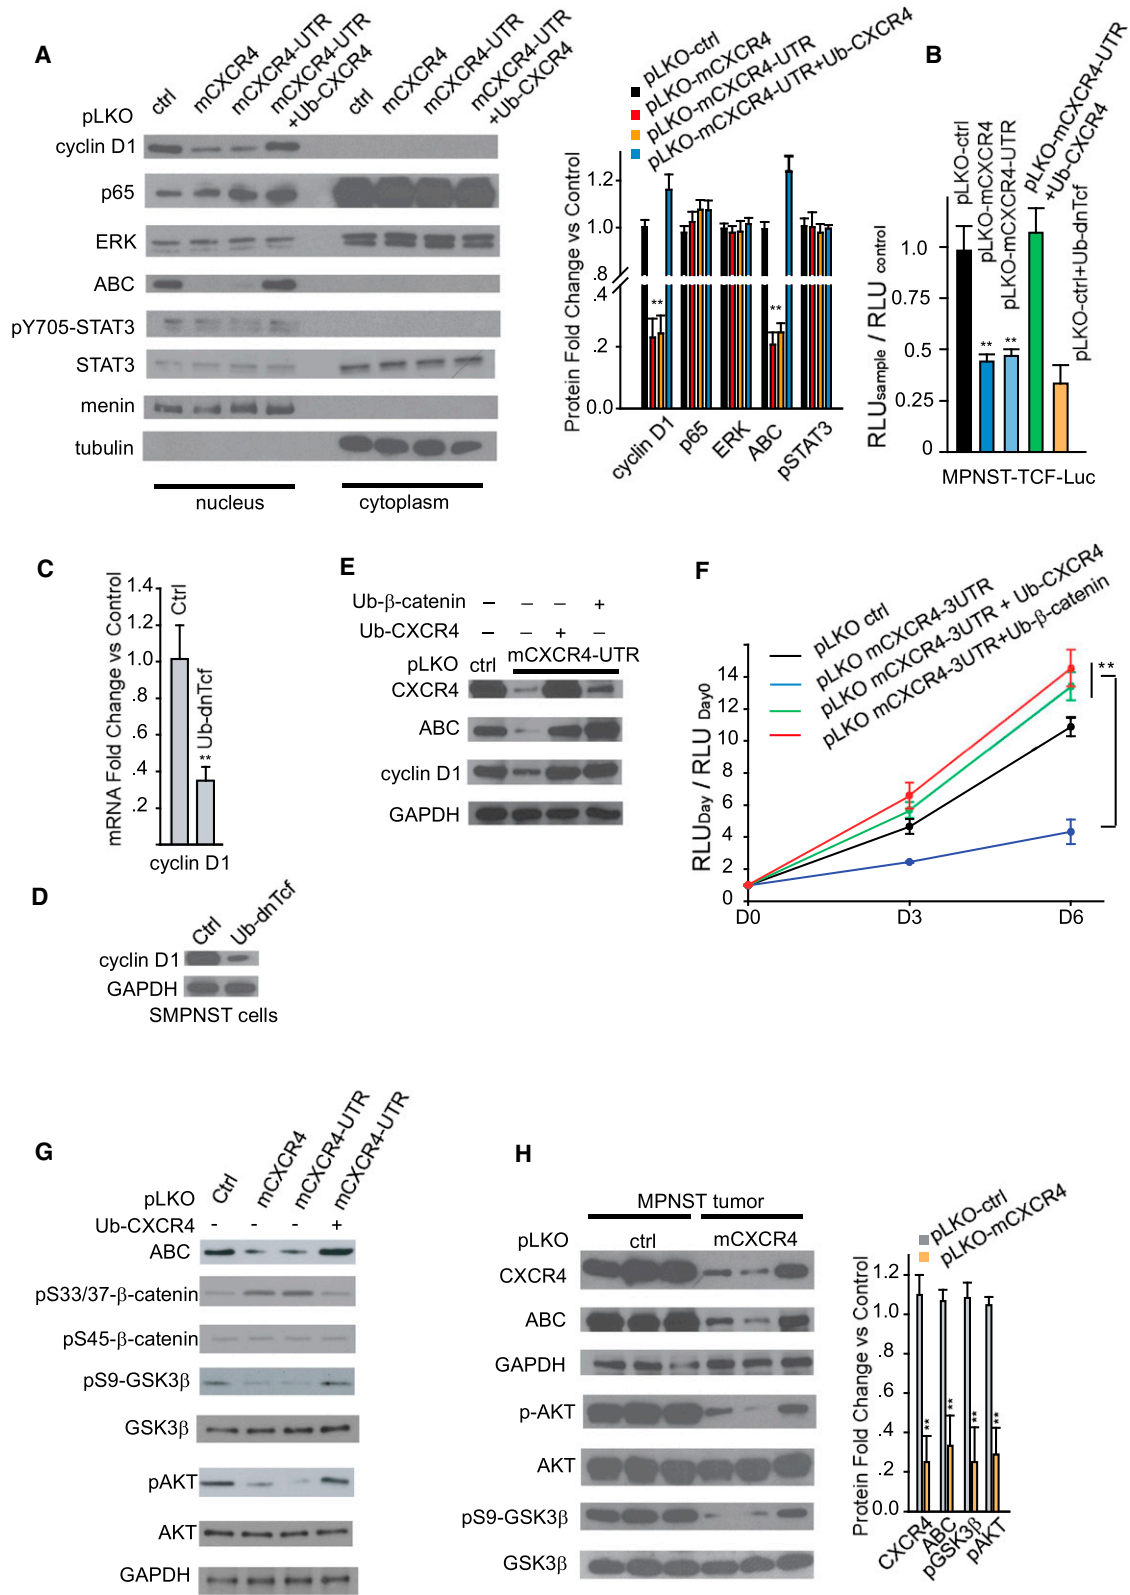 A
pLKO
ctrl
mCXCR4
mCXCR4-UTR
mCXCR4-UTR
+Ub-CXCR4
ctrl
mCXCR4
mCXCR4-UTR
mCXCR4-UTR
+Ub-CXCR4
cyclin D1
p65
ERK
ABC
pY705-STAT3
STAT3
menin
tubulin
nucleus
cytoplasm
pLKO-ctrl
pLKO-mCXCR4
pLKO-mCXCR4-UTR
pLKO-mCXCR4-UTR+Ub-CXCR4
Protein Fold Change vs Control
1.2
1.0
.8
.4
.2
0.0
**
**
cyclin D1
p65
ERK
ABC
pSTAT3
B
pLKO-ctrl
pLKO-mCXCR4
pLKO-mCXCR4-UTR
pLKO-mCXCR4-UTR
+Ub-CXCR4
pLKO-ctrl+Ub-dnTcf
RLUsample / RLU control
1.0
0.75
0.5
0.25
0
**
**
MPNST-TCF-Luc
C
mRNA Fold Change vs Control
1.4
1.2
1.0
.8
.6
.4
.2
Ctrl
Ub-dnTcf
**
cyclin D1
D
Ctrl
Ub-dnTcf
cyclin D1
GAPDH
SMPNST cells
E
Ub-β-catenin – – – +
Ub-CXCR4 – – + –
pLKO ctrl mCXCR4-UTR
CXCR4
ABC
cyclin D1
GAPDH
F
pLKO ctrl
pLKO mCXCR4-3UTR
pLKO mCXCR4-3UTR + Ub-CXCR4
pLKO mCXCR4-3UTR+Ub-β-catenin
RLUDay / RLU Day0
14
12
10
8
6
4
2
0
D0
D3
D6
**
G
pLKO
Ctrl
mCXCR4
mCXCR4-UTR
mCXCR4-UTR
Ub-CXCR4 - - - +
ABC
pS33/37-β-catenin
pS45-β-catenin
pS9-GSK3β
GSK3β
pAKT
AKT
GAPDH
H
MPNST tumor
pLKO ctrl mCXCR4
CXCR4
ABC
GAPDH
p-AKT
AKT
pS9-GSK3β
GSK3β
pLKO-ctrl
pLKO-mCXCR4
Protein Fold Change vs Control
1.2
1.0
.8
.6
.4
.2
0.0
**
**
**
**
CXCR4
ABC
pGSK3β
pAKT